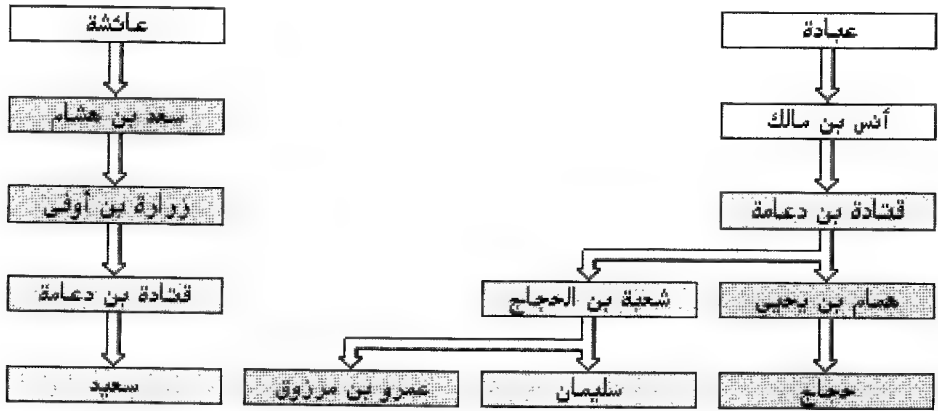 عبادة
عائشة
أنس بن مالك
سعد بن هشام
قتادة بن دعامة
زرارة بن أوفى
همام بن يحيى
شعبة بن الحجاج
قتادة بن دعامة
حجاج
سليمان
عمرو بن مرزوق
سعيد